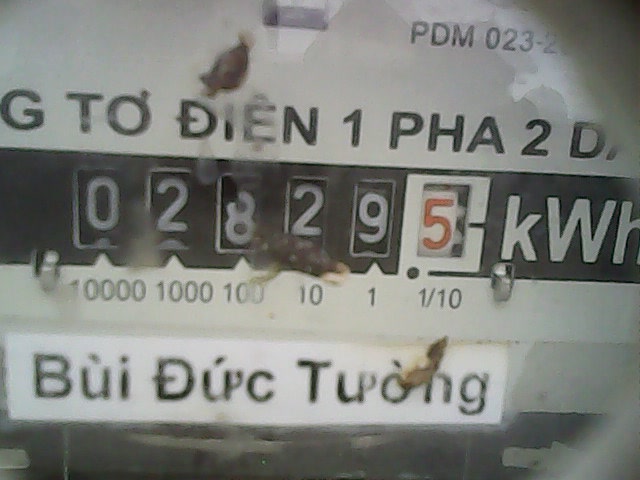 PDM 023-2
G TƠ ĐIỆN 1 PHA 2 D
0 2 8 2 9 5 kWh
10000 1000 100 10 1 1/10
Bùi Đức Tường